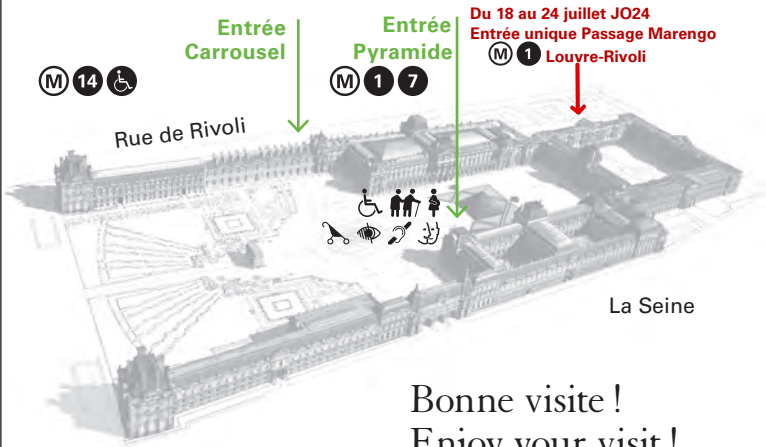 Du 18 au 24 juillet JO24
Entrée unique Passage Marengo
M 1 Louvre-Rivoli
Entrée
Carrousel
Entrée
Pyramide
M 14
M 1 7
Rue de Rivoli
La Seine
Bonne visite !
Enjoy your visit !